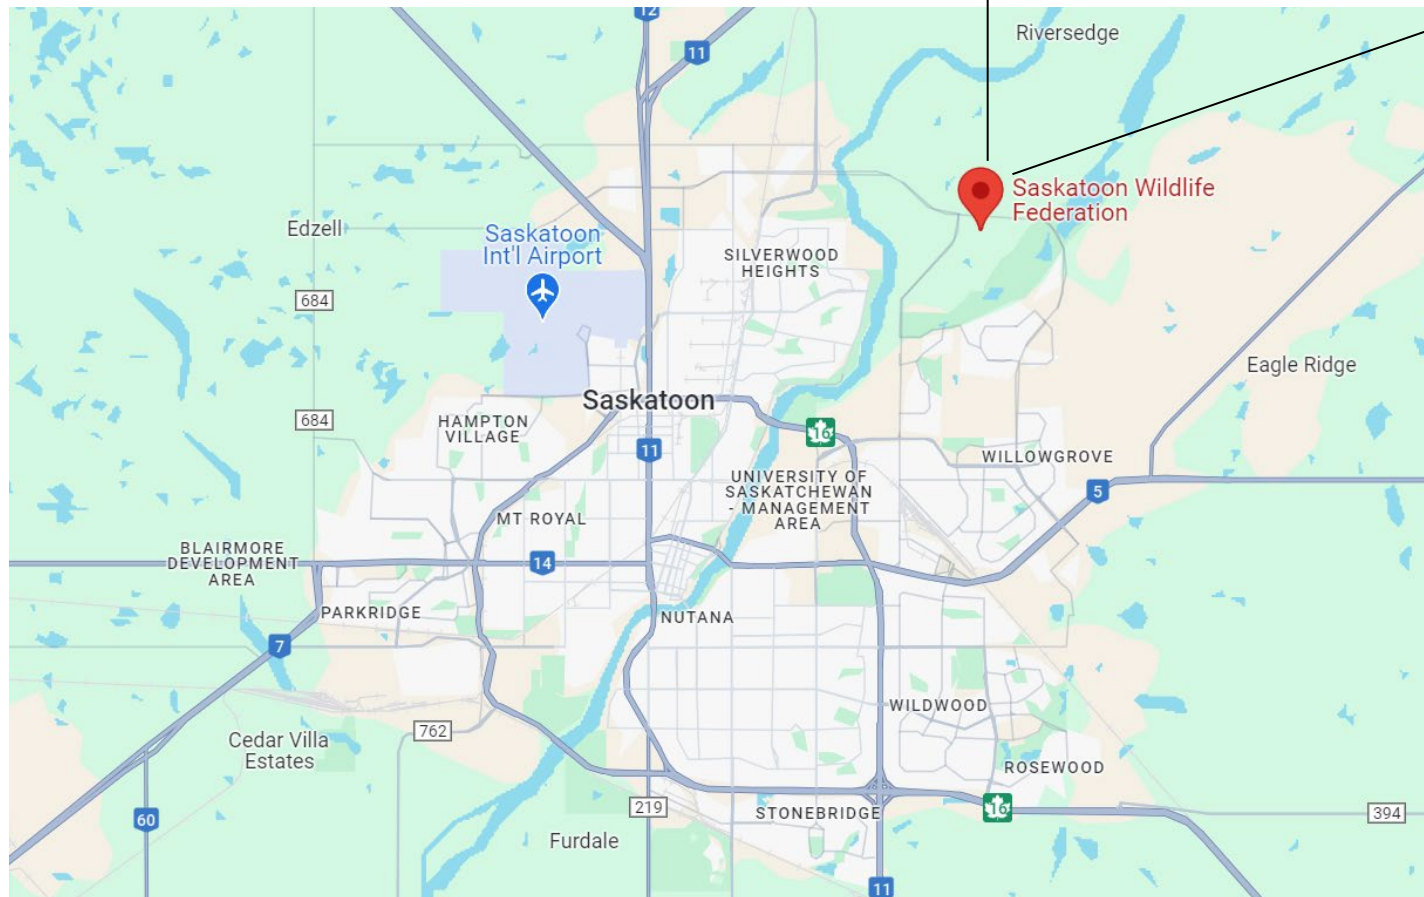 12
11
Riversedge
Saskatoon Wildlife
Federation
Edzell
Saskatoon
Int'l Airport
SILVERWOOD
HEIGHTS
684
Eagle Ridge
Saskatoon
684
HAMPTON
VILLAGE
16
11
WILLOWGROVE
UNIVERSITY OF
SASKATCHEWAN
- MANAGEMENT
AREA
5
MT ROYAL
BLAIRMORE
DEVELOPMENT
AREA
14
PARKRIDGE
NUTANA
7
WILDWOOD
762
Cedar Villa
Estates
ROSEWOOD
219
STONEBRIDGE
16
394
60
Furdale
11